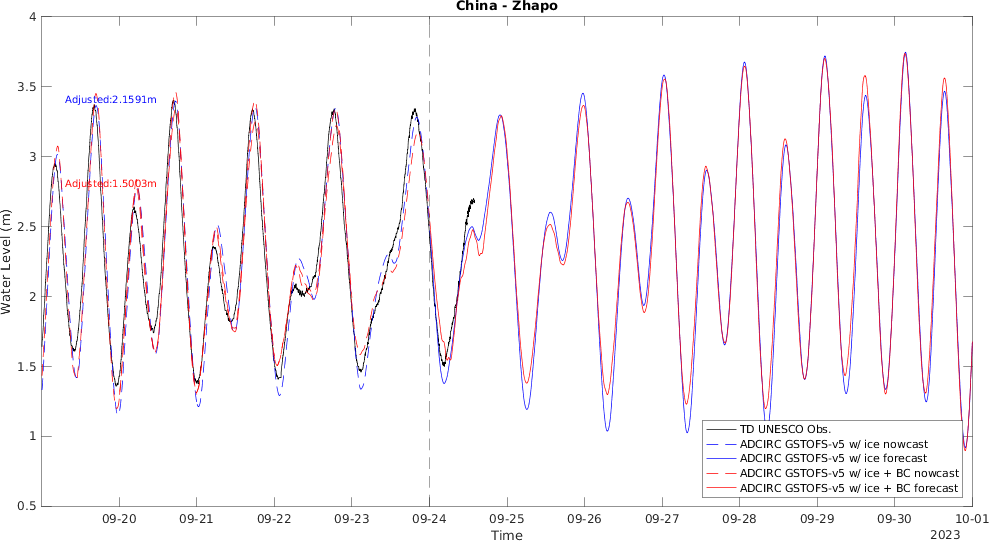 China - Zhapo
4
3.5
3
2.5
2
1.5
1
0.5
Water Level (m)
Adjusted:2.1591m
Adjusted:1.5003m
TD UNESCO Obs.
ADCIRC GSTOFS-v5 w/ ice nowcast
ADCIRC GSTOFS-v5 w/ ice forecast
ADCIRC GSTOFS-v5 w/ ice + BC nowcast
ADCIRC GSTOFS-v5 w/ ice + BC forecast
09-20 09-21 09-22 09-23 09-24 09-25 09-26 09-27 09-28 09-29 09-30 10-01
Time
2023